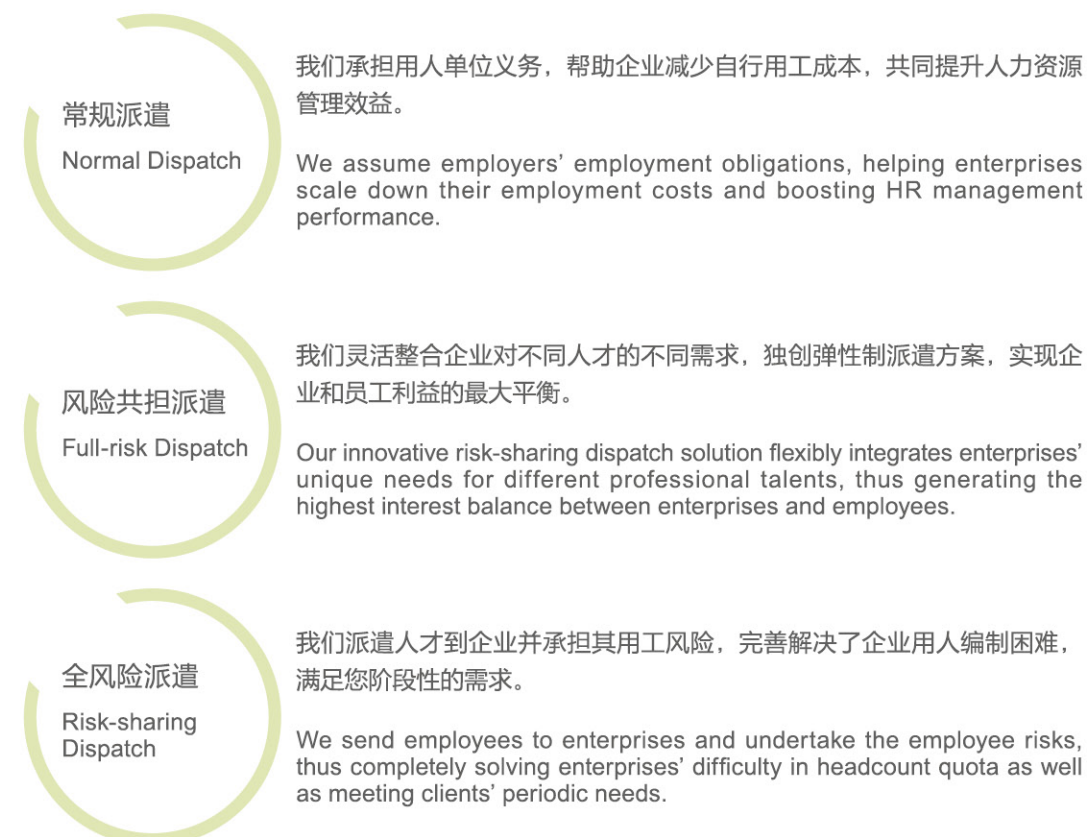 常规派遣
Normal Dispatch
我们承担用人单位义务，帮助企业减少自行用工成本，共同提升人力资源
管理效益。
We assume employers’ employment obligations, helping enterprises
scale down their employment costs and boosting HR management
performance.
风险共担派遣
Full-risk Dispatch
我们灵活整合企业对不同人才的不同需求，独创弹性制派遣方案，实现企
业和员工利益的最大平衡。
Our innovative risk-sharing dispatch solution flexibly integrates enterprises’
unique needs for different professional talents, thus generating the
highest interest balance between enterprises and employees.
全风险派遣
Risk-sharing
Dispatch
我们派遣人才到企业并承担其用工风险，完善解决了企业用人编制困难，
满足您阶段性的需求。
We send employees to enterprises and undertake the employee risks,
thus completely solving enterprises’ difficulty in headcount quota as well
as meeting clients’ periodic needs.